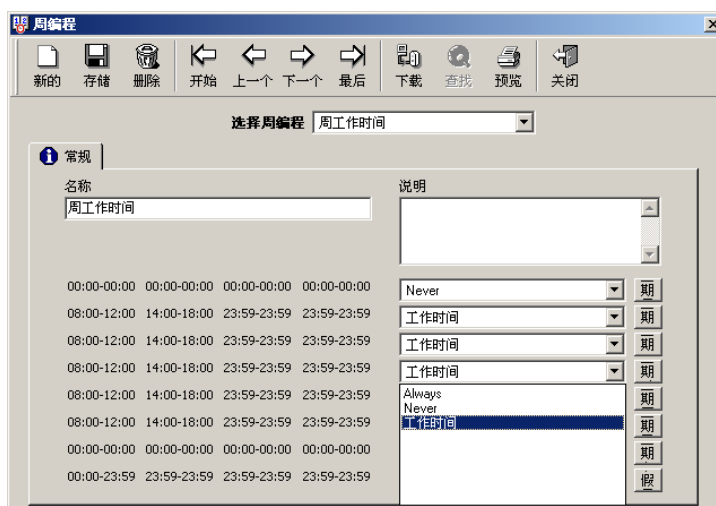 周编程
新的 存储 删除 开始 上一个 下一个 最后 下载 查找 预览 关闭
选择周编程 周工作时间
常规
名称 说明
周工作时间
00:00-00:00 00:00-00:00 00:00-00:00 00:00-00:00 Never 期
08:00-12:00 14:00-18:00 23:59-23:59 23:59-23:59 工作时间 期
08:00-12:00 14:00-18:00 23:59-23:59 23:59-23:59 工作时间 期
08:00-12:00 14:00-18:00 23:59-23:59 23:59-23:59 工作时间 期
08:00-12:00 14:00-18:00 23:59-23:59 23:59-23:59 Always 期
Never
08:00-12:00 14:00-18:00 23:59-23:59 23:59-23:59 工作时间 期
00:00-00:00 00:00-00:00 00:00-00:00 00:00-00:00 期
00:00-23:59 23:59-23:59 23:59-23:59 23:59-23:59 假